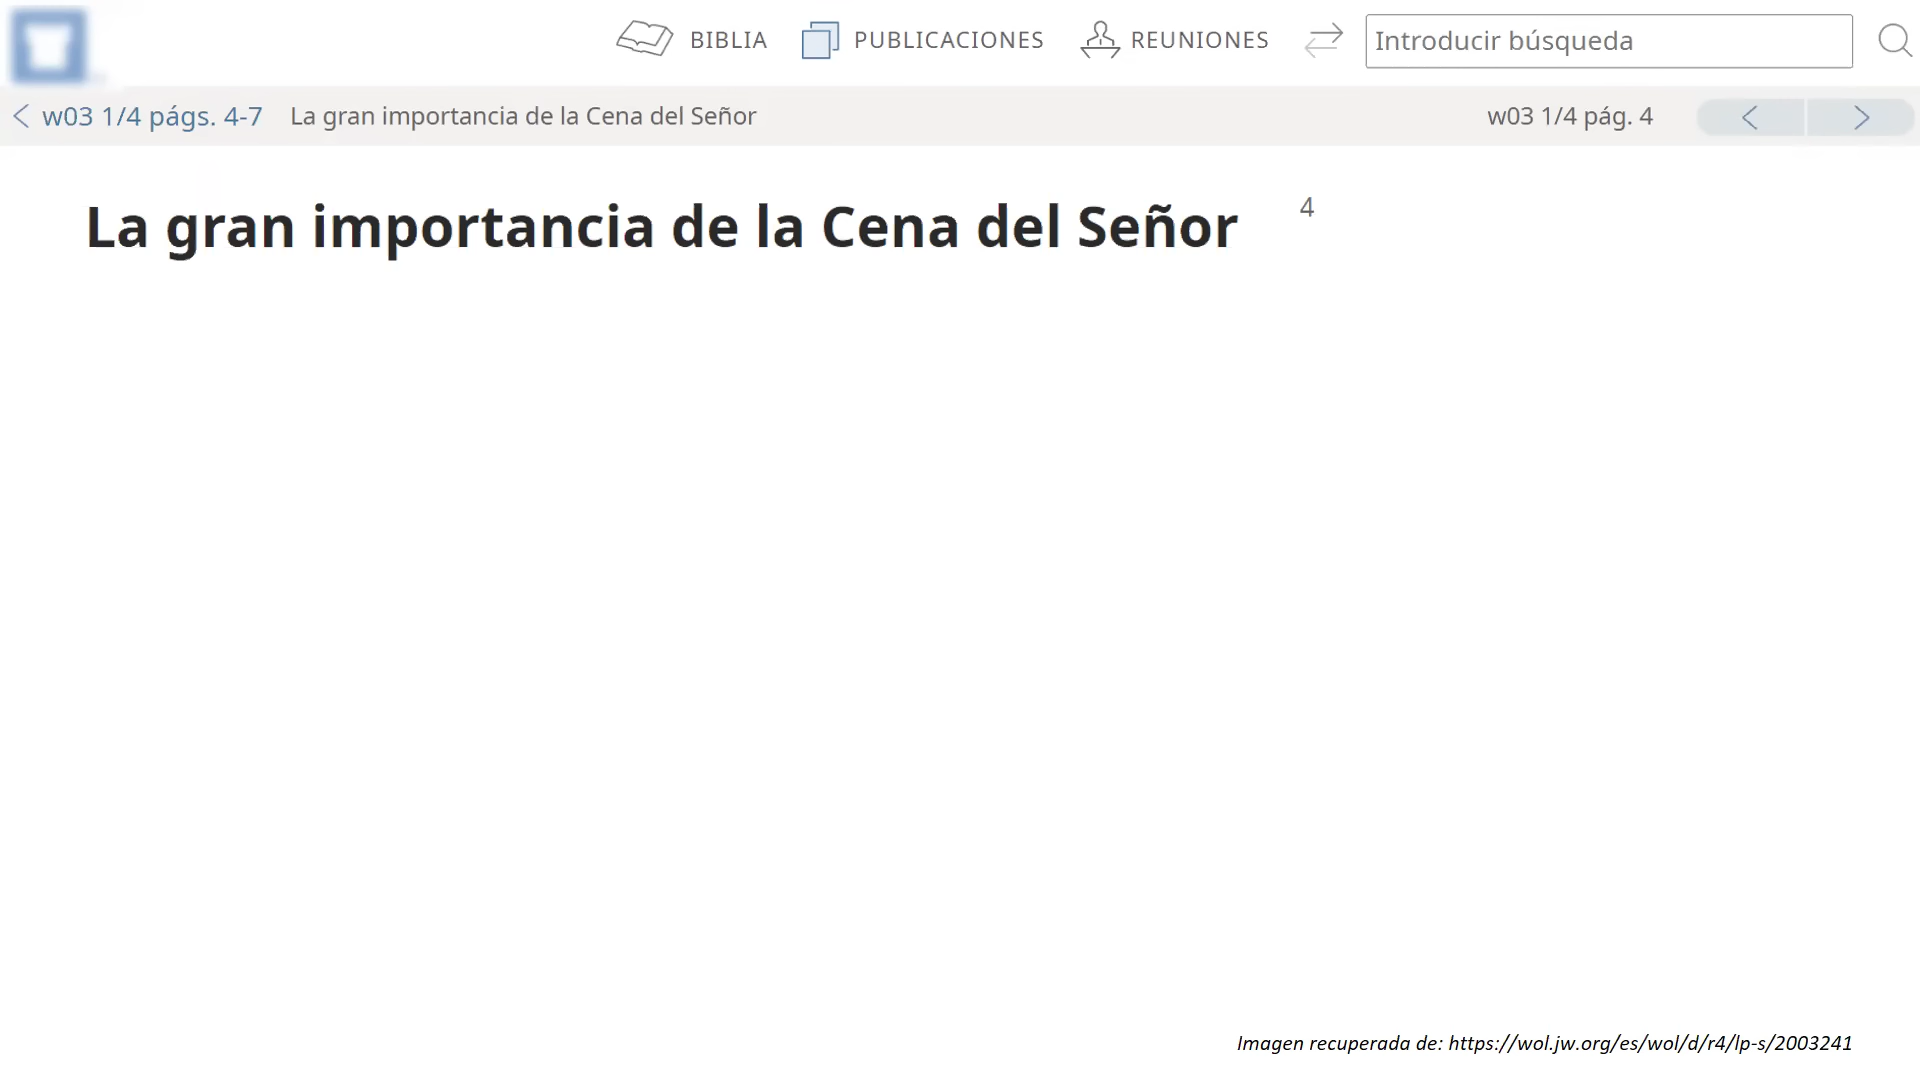 BIBLIA PUBLICACIONES REUNIONES Introducir búsqueda
w03 1/4 págs. 4-7 La gran importancia de la Cena del Señor w03 1/4 pág. 4
La gran importancia de la Cena del Señor 4
Imagen recuperada de: https://wol.jw.org/es/wol/d/r4/lp-s/2003241